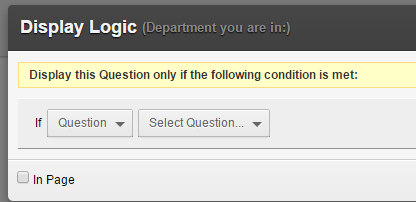 Display Logic (Department you are in:)
Display this Question only if the following condition is met:
If Question Select Question...
In Page